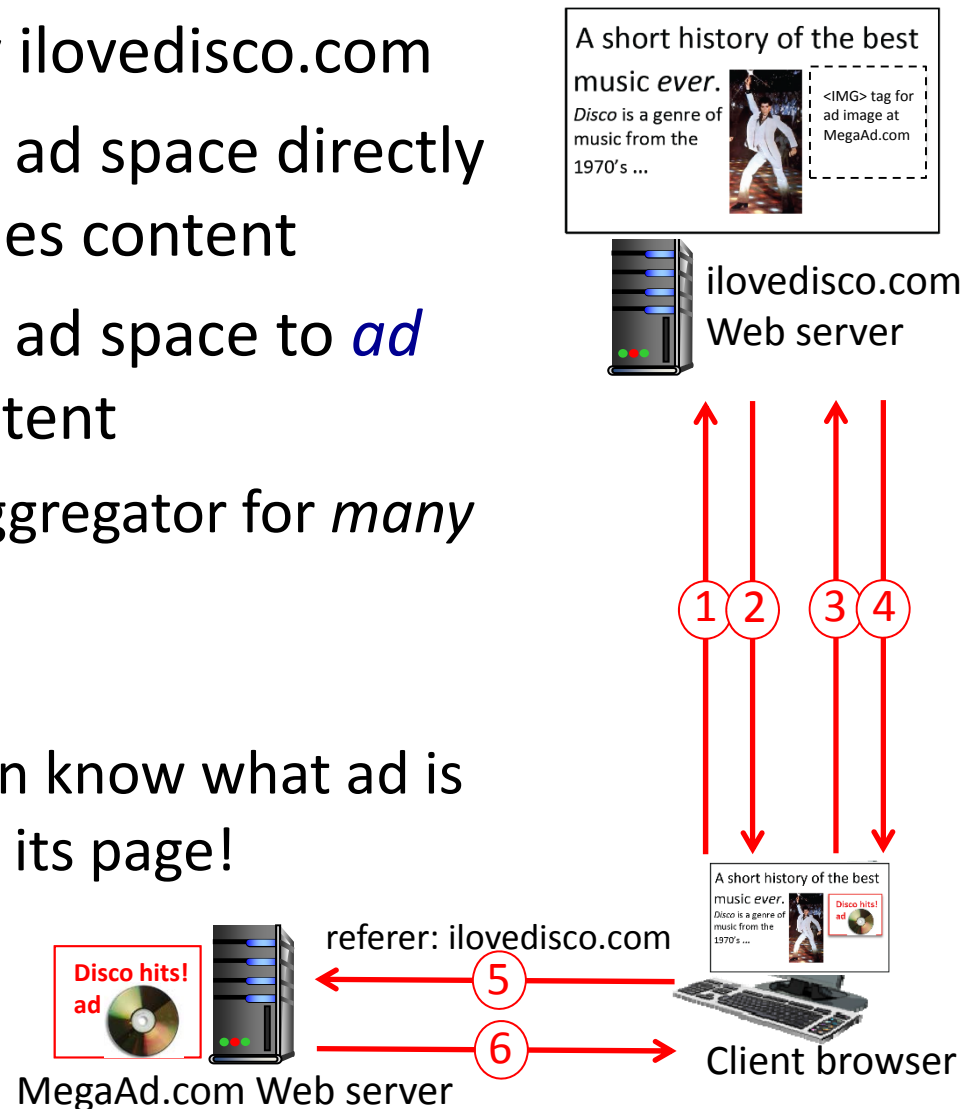 ilovedisco.com
ad space directly
es content
ad space to ad
tent
ggregator for many
n know what ad is
its page!
A short history of the best
music ever.
Disco is a genre of
music from the
1970's ...
<IMG> tag for
ad image at
MegaAd.com
ilovedisco.com
Web server
1 2 3 4
A short history of the best
music ever.
Disco is a genre of
music from the
1970's ...
Disco hits!
ad
referer: ilovedisco.com
5
6
Disco hits!
ad
MegaAd.com Web server
Client browser